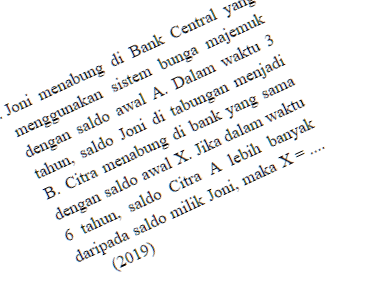 . Joni menabung di Bank Central yang
menggunakan sistem bunga majemuk
dengan saldo awal A. Dalam waktu 3
tahun, saldo Joni di tabungan menjadi
B. Citra menabung di bank yang sama
dengan saldo awal X. Jika dalam waktu
6 tahun, saldo Citra A lebih banyak
daripada saldo milik Joni, maka X = ....
(2019)